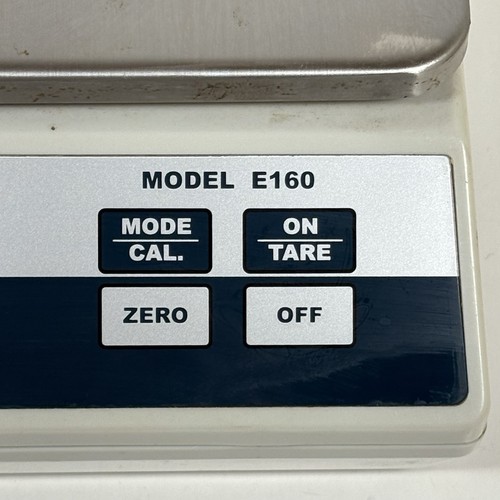 MODEL E160
MODE
CAL.
ON
TARE
ZERO
OFF